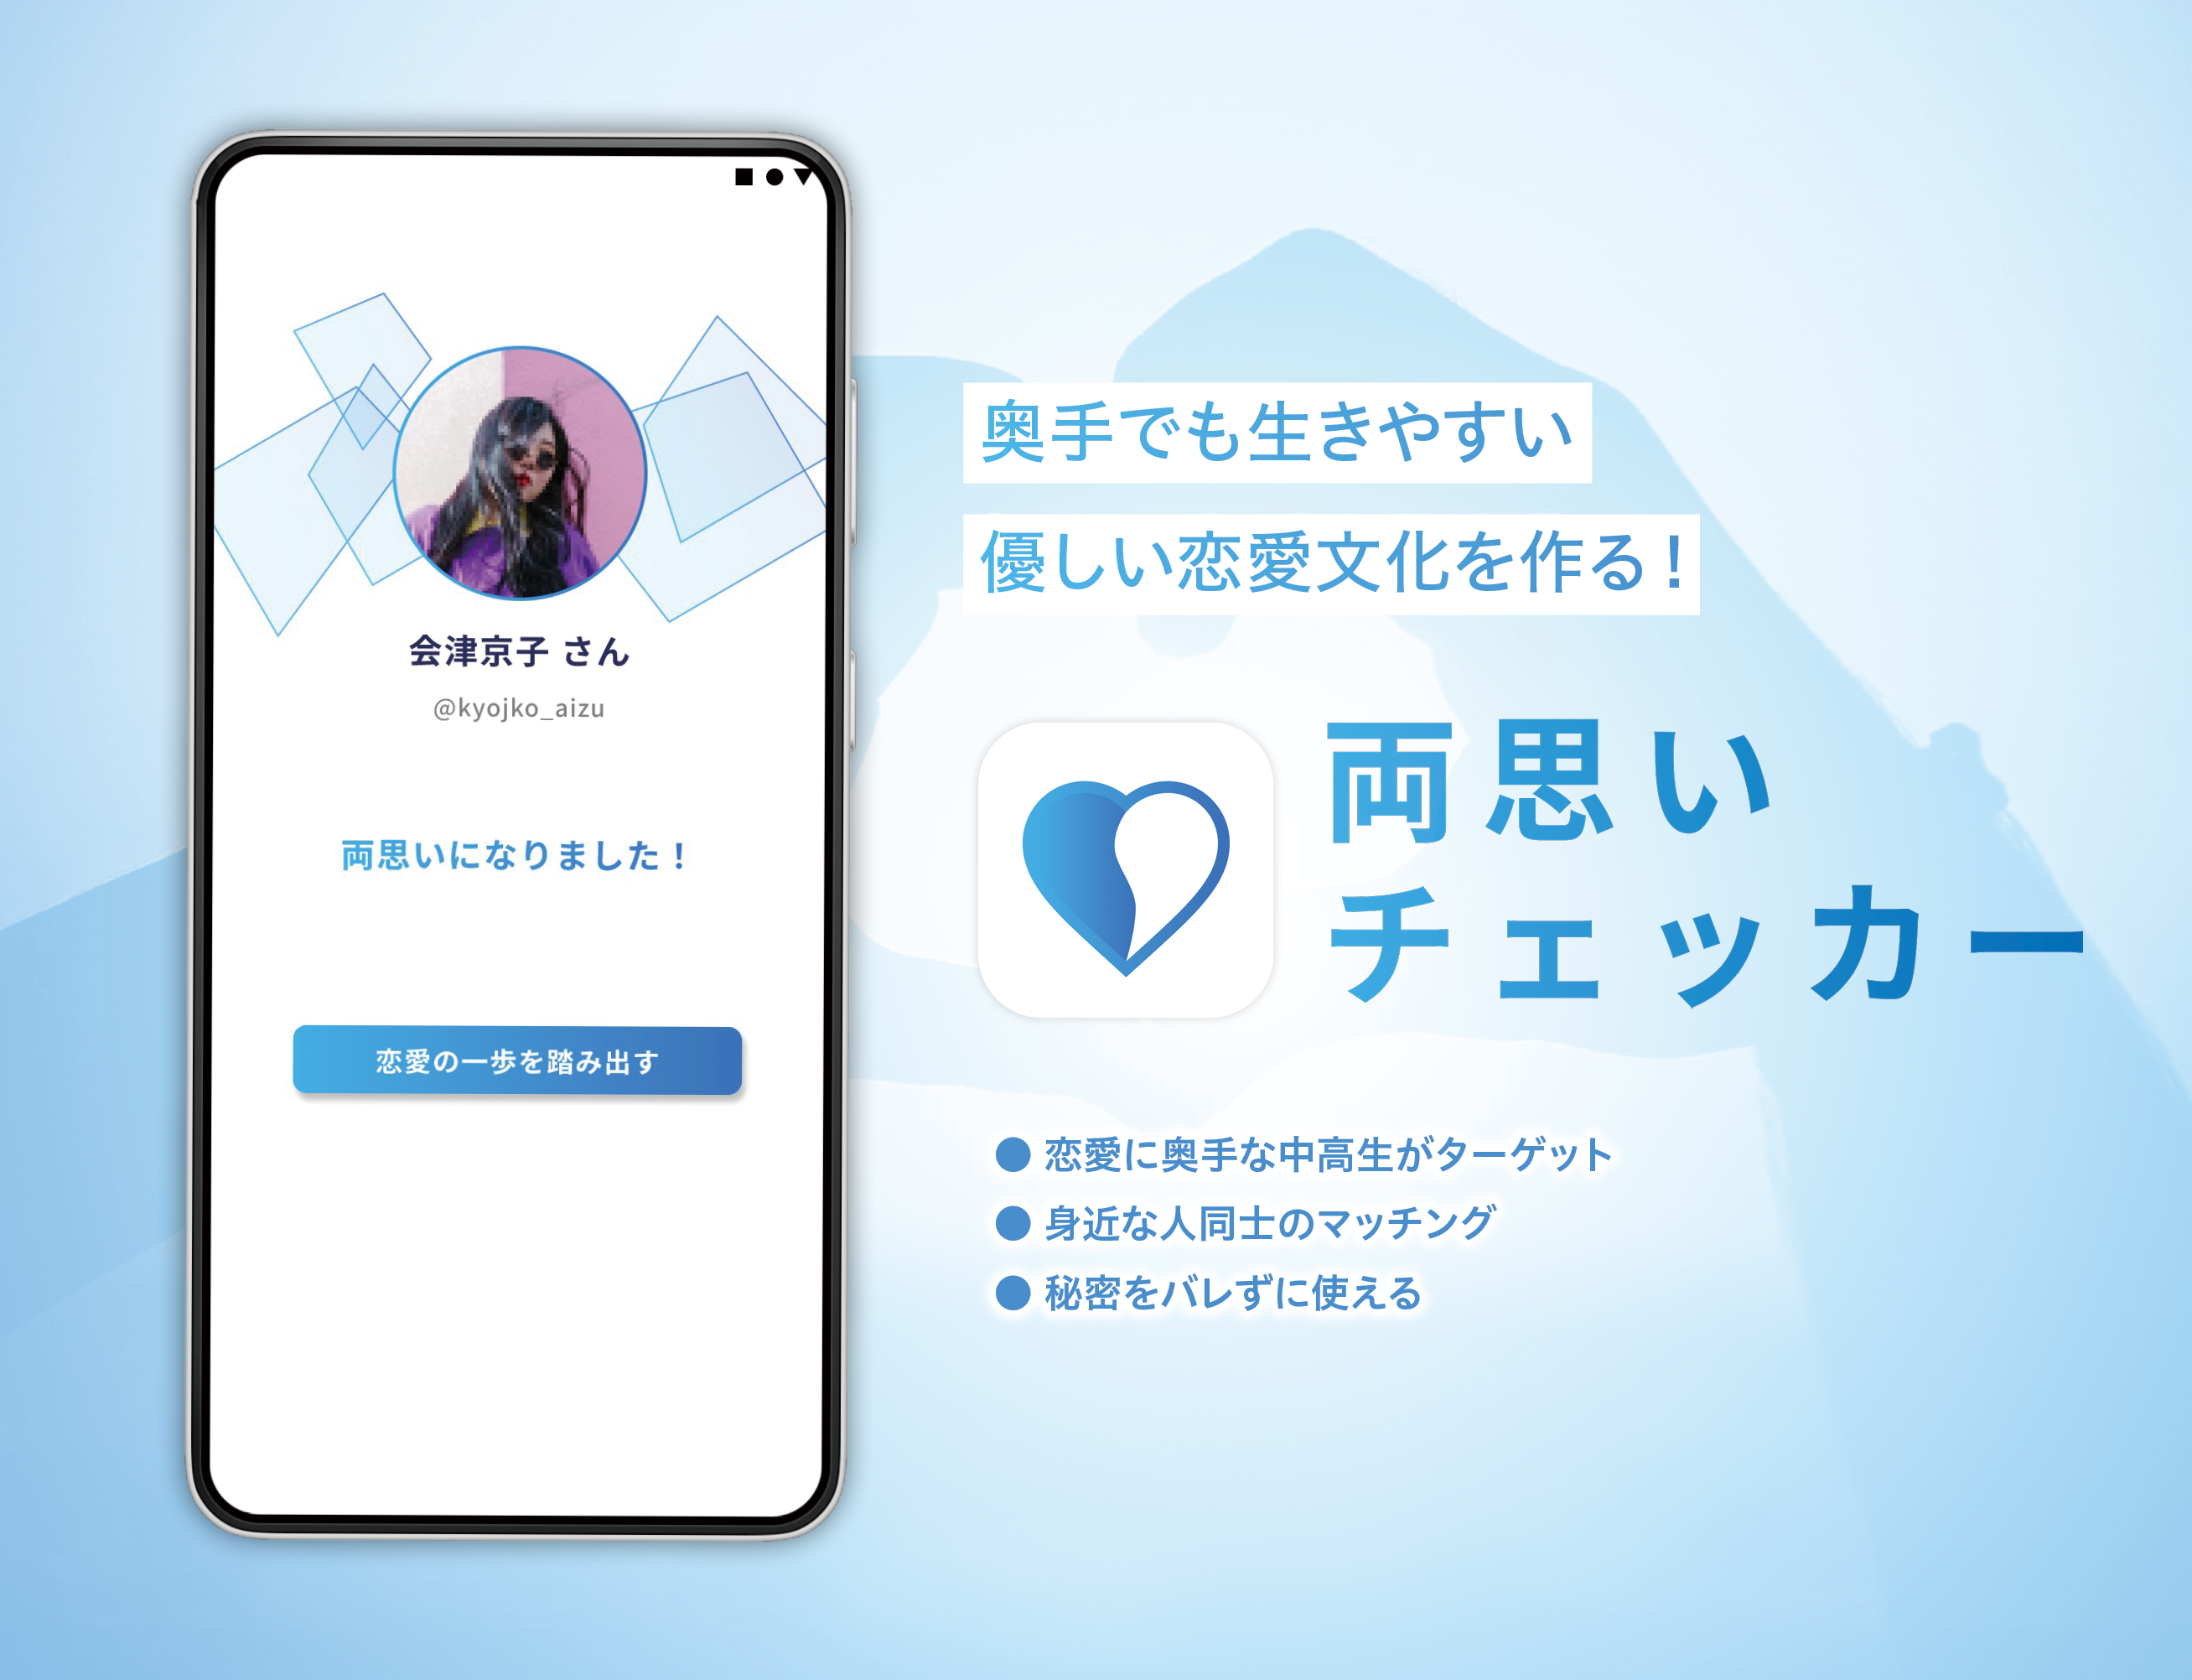 会津京子 さん
@kyojko_aizu
両思いになりました！
恋愛の一歩を踏み出す
奥手でも生きやすい
優しい恋愛文化を作る！
両思い
チェッカー
● 恋愛に奥手な中高生がターゲット
● 身近な人同士のマッチング
● 秘密をバレずに使える